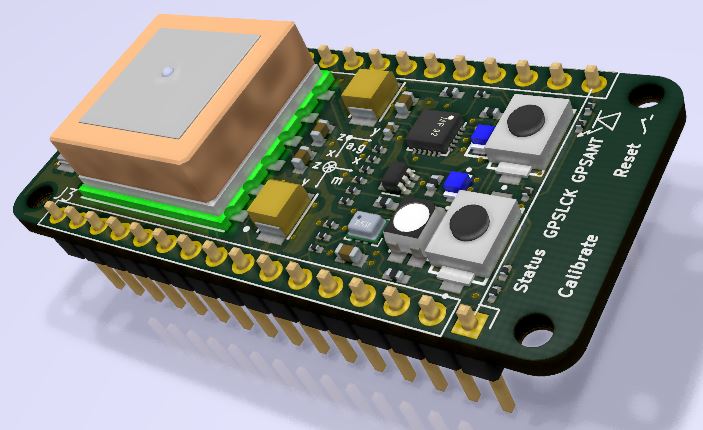 z
y
a,g
x
z
x
m
y
Status
GPSLCK
GPSANT
Calibrate
Reset